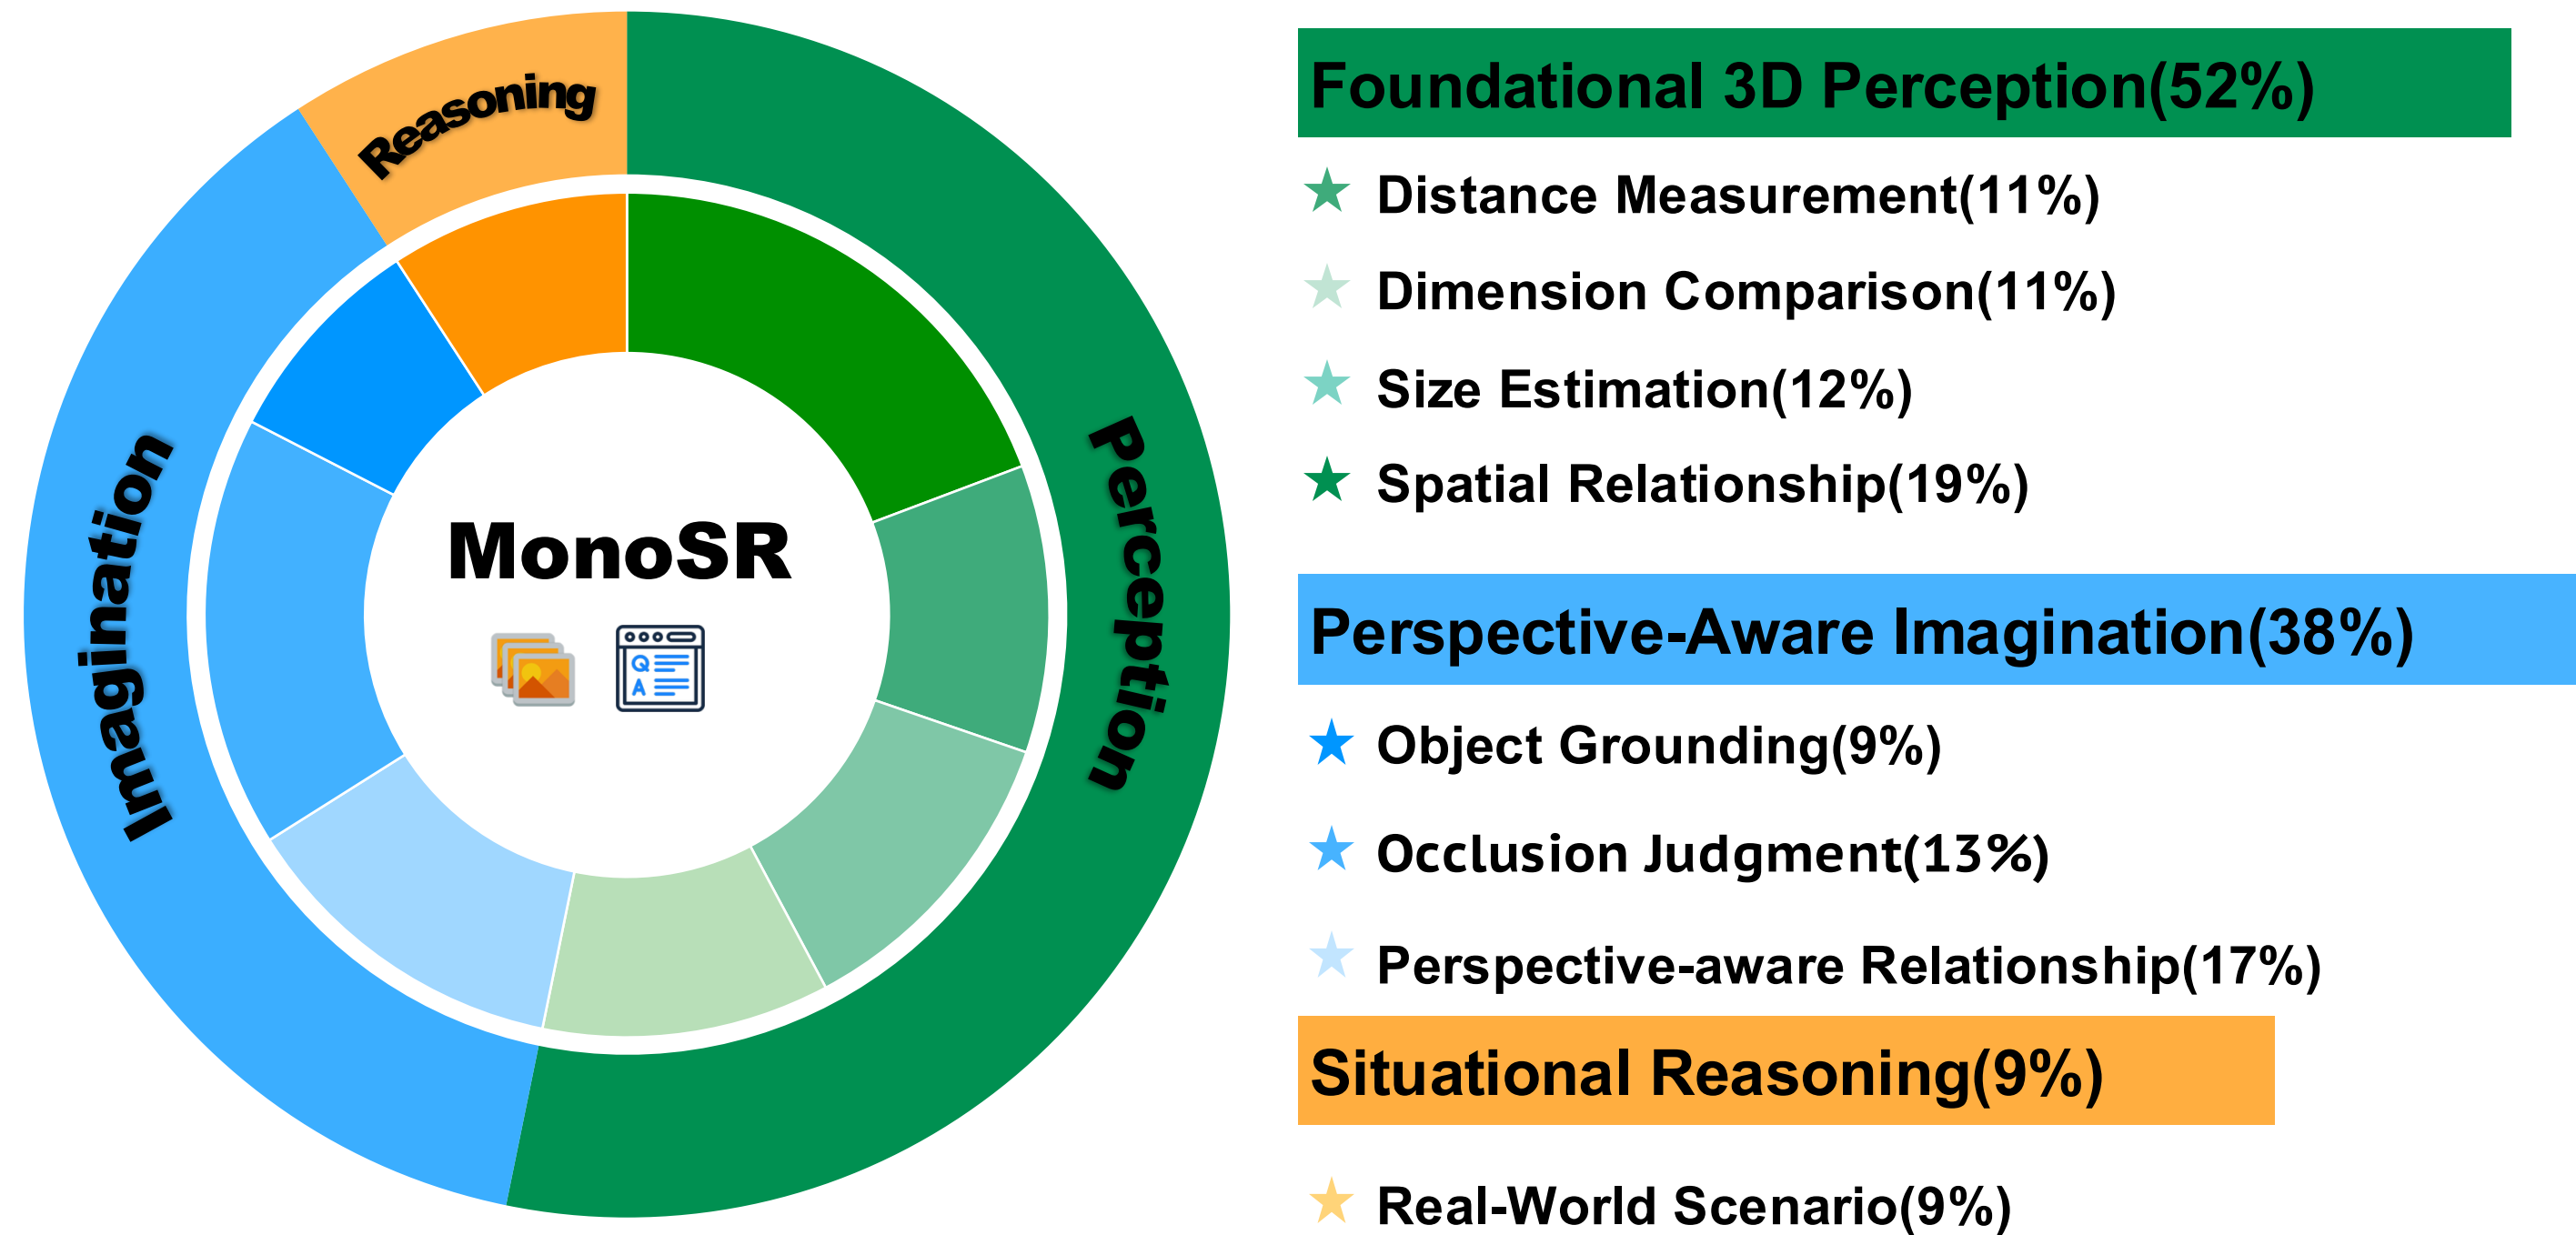 Reasoning
Imagination
Perception
MonoSR
Q
A
Foundational 3D Perception(52%)
Distance Measurement(11%)
Dimension Comparison(11%)
Size Estimation(12%)
Spatial Relationship(19%)
Perspective-Aware Imagination(38%)
Object Grounding(9%)
Occlusion Judgment(13%)
Perspective-aware Relationship(17%)
Situational Reasoning(9%)
Real-World Scenario(9%)